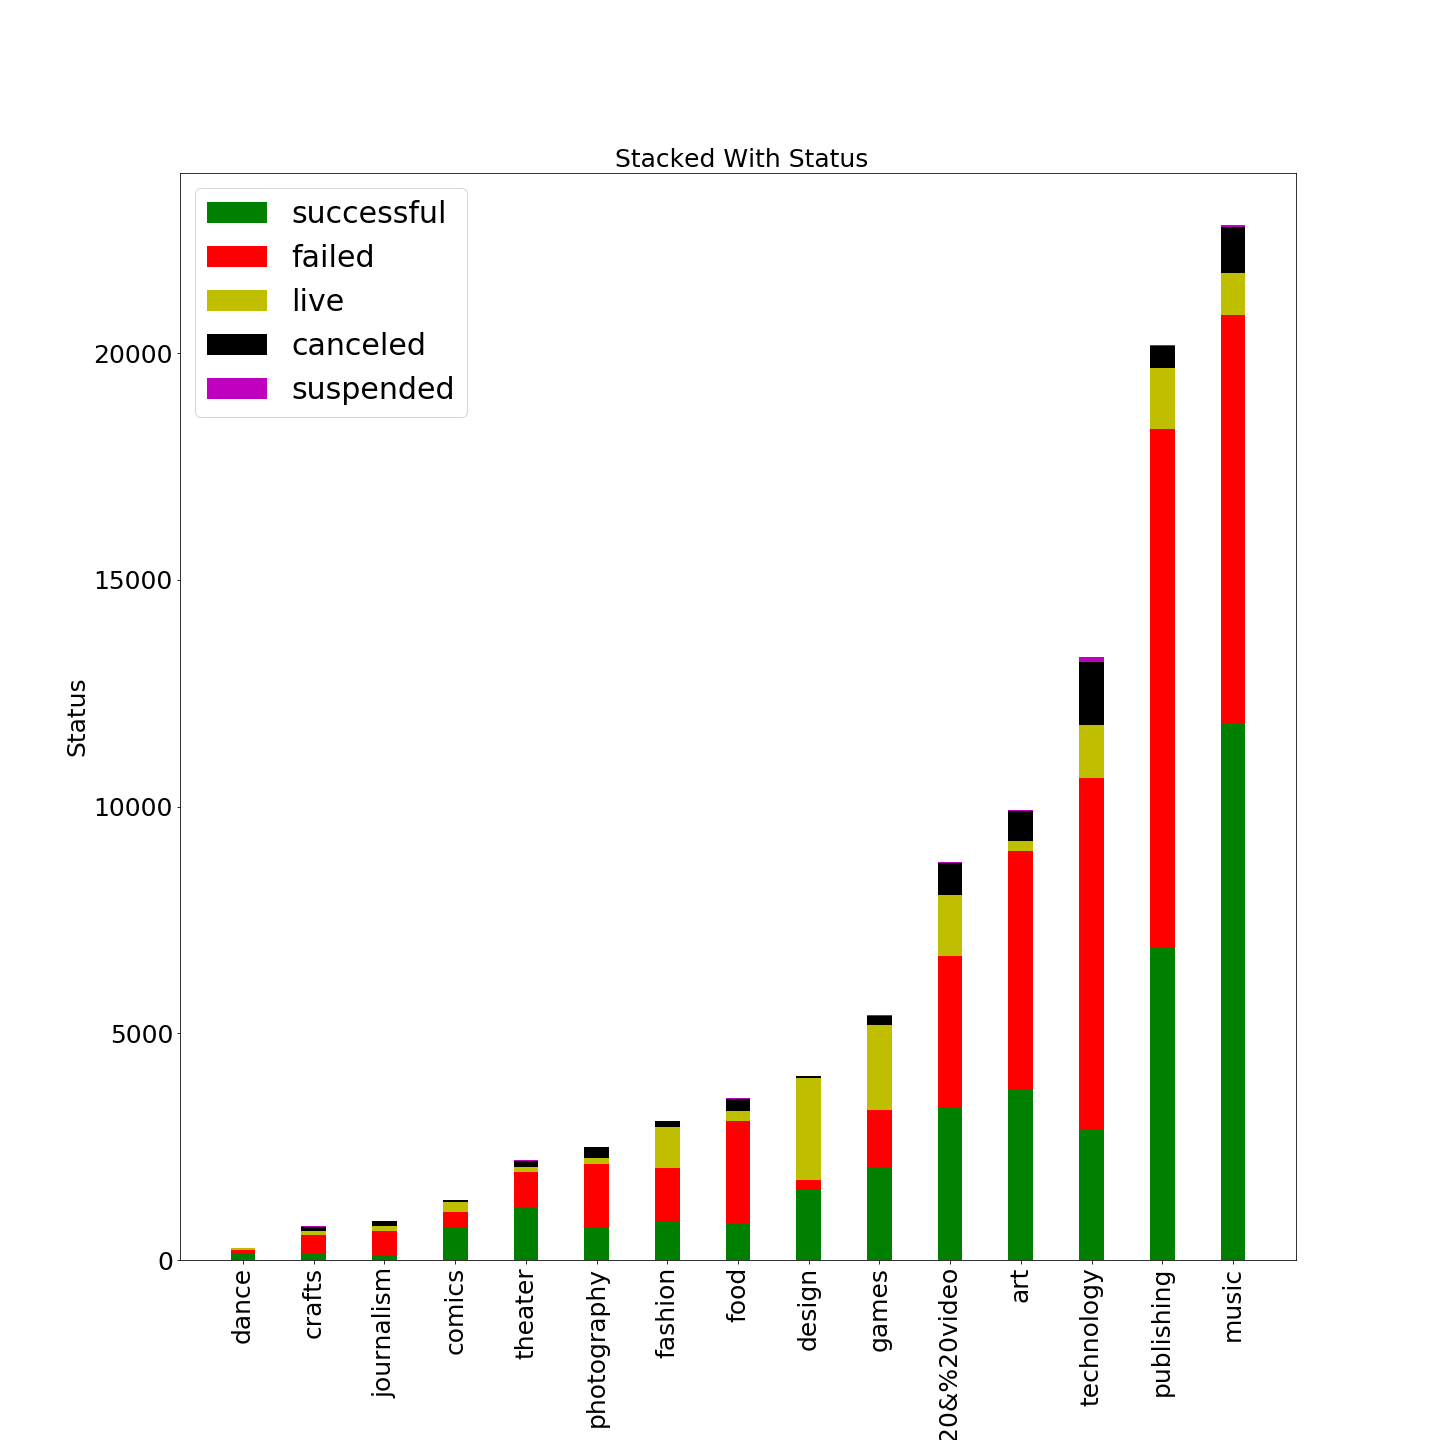 Stacked With Status
successful
failed
live
canceled
suspended
Status
20000
15000
10000
5000
0
dance
crafts
journalism
comics
theater
photography
fashion
food
design
games
20&%20video
art
technology
publishing
music